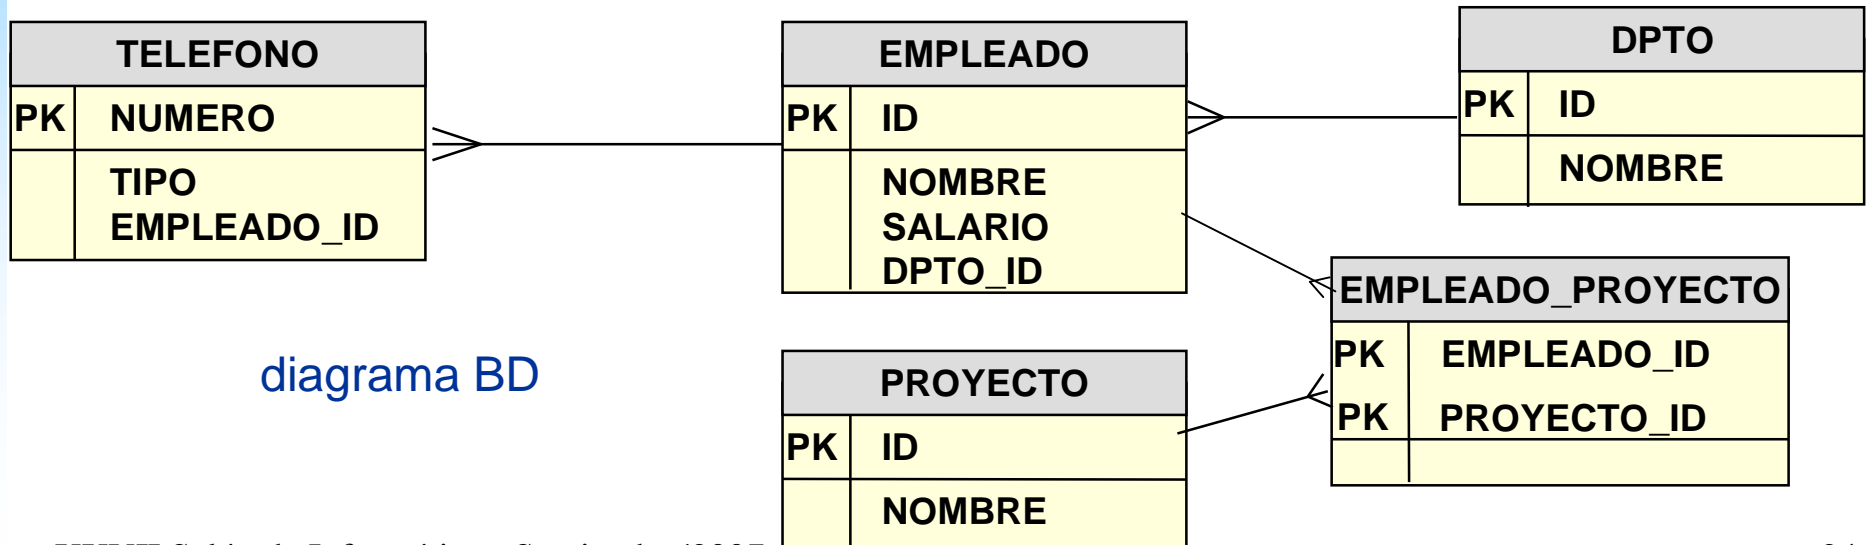 TELEFONO
PK NUMERO
TIPO
EMPLEADO_ID
EMPLEADO
PK ID
NOMBRE
SALARIO
DPTO_ID
DPTO
PK ID
NOMBRE
EMPLEADO_PROYECTO
PK EMPLEADO_ID
PK PROYECTO_ID
PROYECTO
PK ID
NOMBRE
diagrama BD